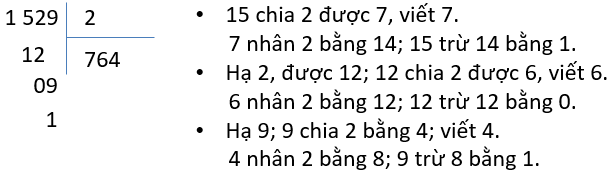 1 529 2
12 764
09
1
• 15 chia 2 được 7, viết 7.
7 nhân 2 bằng 14; 15 trừ 14 bằng 1.
• Hạ 2, được 12; 12 chia 2 được 6, viết 6.
6 nhân 2 bằng 12; 12 trừ 12 bằng 0.
• Hạ 9; 9 chia 2 bằng 4; viết 4.
4 nhân 2 bằng 8; 9 trừ 8 bằng 1.